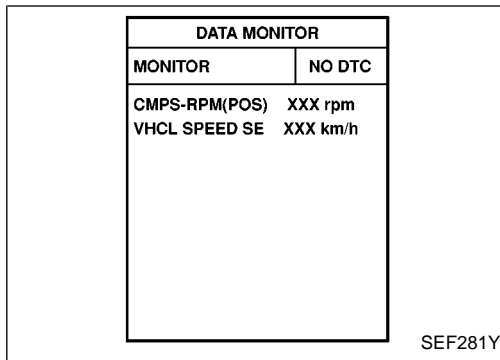 DATA MONITOR
MONITOR NO DTC
CMPS-RPM(POS) XXX rpm
VHCL SPEED SE XXX km/h
SEF281Y